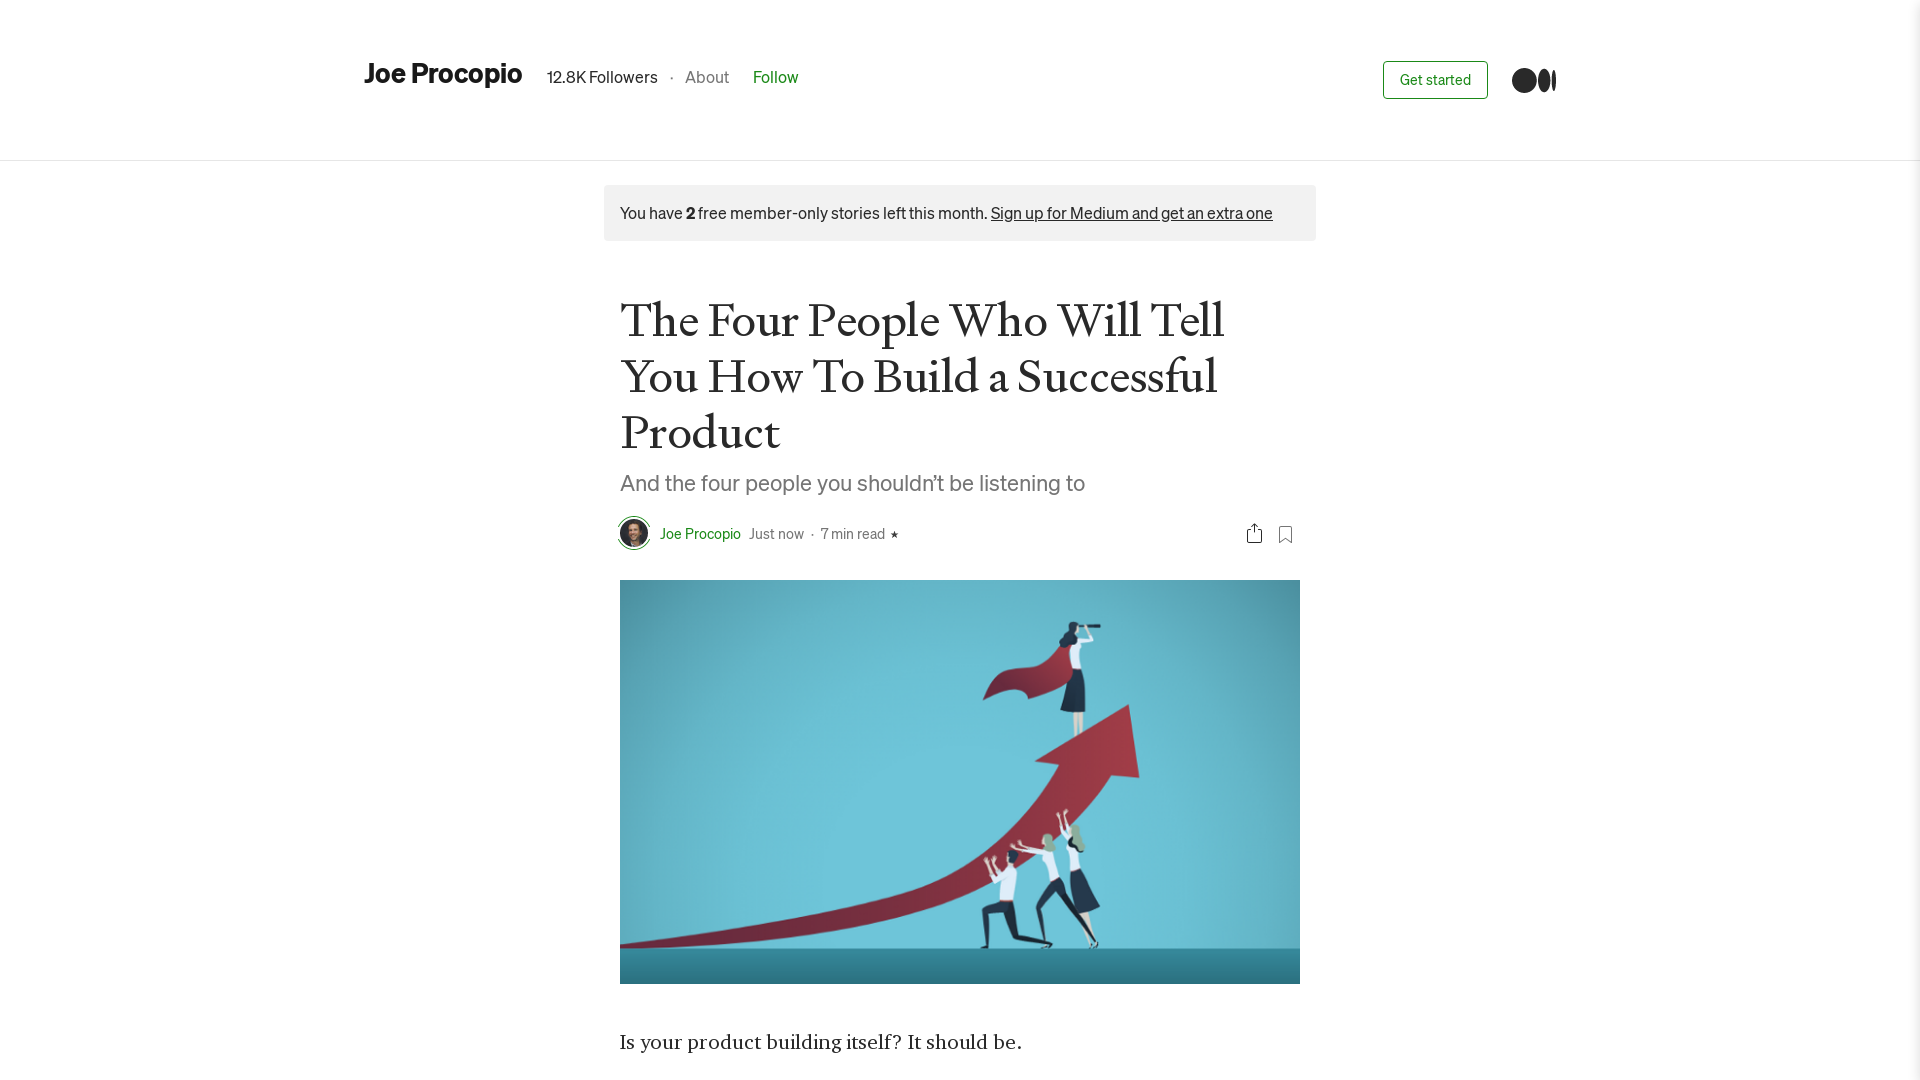 Joe Procopio
12.8K Followers · About Follow
Get started
You have 2 free member-only stories left this month. Sign up for Medium and get an extra one
The Four People Who Will Tell
You How To Build a Successful
Product
And the four people you shouldn’t be listening to
Joe Procopio Just now · 7 min read ★
Is your product building itself? It should be.